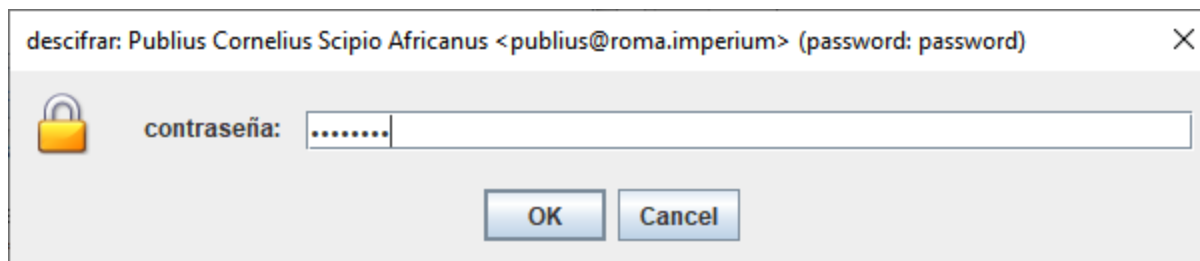 descifrar: Publius Cornelius Scipio Africanus <publius@roma.imperium> (password: password)
contraseña: ••••••••
OK Cancel